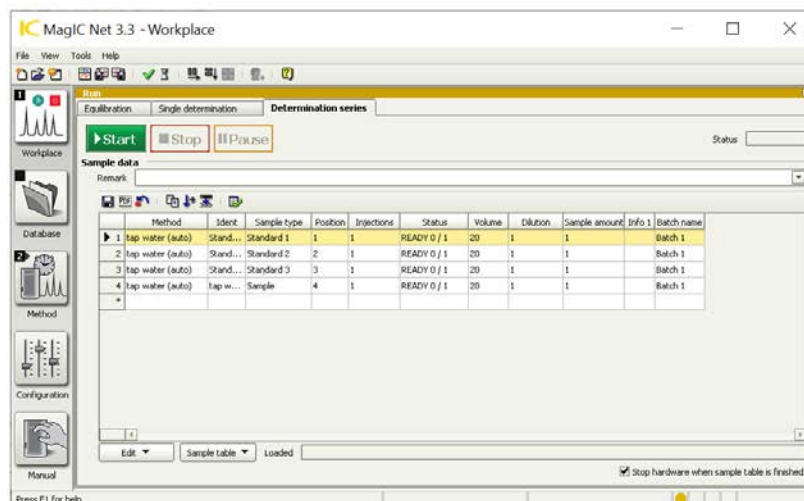 IC MagIC Net 3.3 - Workplace
File View Tools Help
Run
Equilibration Single determination Determination series
Start Stop Pause Status
Sample data
Remark
PDF
Method Ident Sample type Position Injections Status Volume Dilution Sample amount Info 1 Batch name
1 tap water (auto) Stand... Standard 1 1 1 READY 0 / 1 20 1 1 Batch 1
2 tap water (auto) Stand... Standard 2 2 1 READY 0 / 1 20 1 1 Batch 1
3 tap water (auto) Stand... Standard 3 3 1 READY 0 / 1 20 1 1 Batch 1
4 tap water (auto) tap w... Sample 4 1 READY 0 / 1 20 1 1 Batch 1
*
1
Workplace
Database
2
Method
Configuration
Manual
Edit Sample table Loaded
Stop hardware when sample table is finished
Press F1 for help